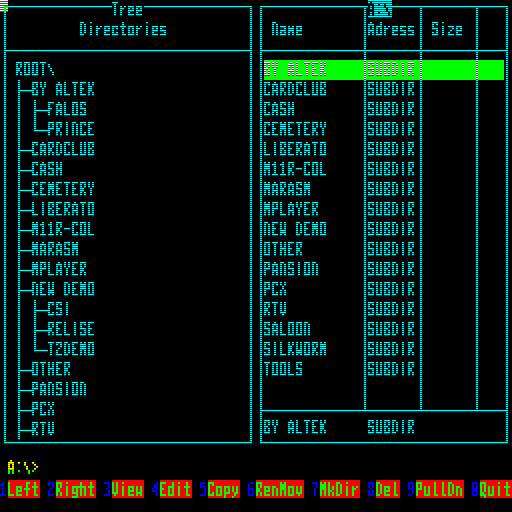 Tree
Directories
A:\
Name Adress Size
ROOT\
BY ALTEK
FALOS
PRINCE
CARDCLUB
CASH
CEMETERY
LIBERATO
M11R-COL
MARASM
MPLAYER
NEW DEMO
CSI
RELISE
TZDEMO
OTHER
PANSION
PCX
RTV
BY ALTEK SUBDIR
CARDCLUB SUBDIR
CASH SUBDIR
CEMETERY SUBDIR
LIBERATO SUBDIR
M11R-COL SUBDIR
MARASM SUBDIR
MPLAYER SUBDIR
NEW DEMO SUBDIR
OTHER SUBDIR
PANSION SUBDIR
PCX SUBDIR
RTV SUBDIR
SALOON SUBDIR
SILKWORM SUBDIR
TOOLS SUBDIR
BY ALTEK SUBDIR
A:\>
1Left 2Right 3View 4Edit 5Copy 6RenMov 7MkDir 8Del 9PullDn 0Quit